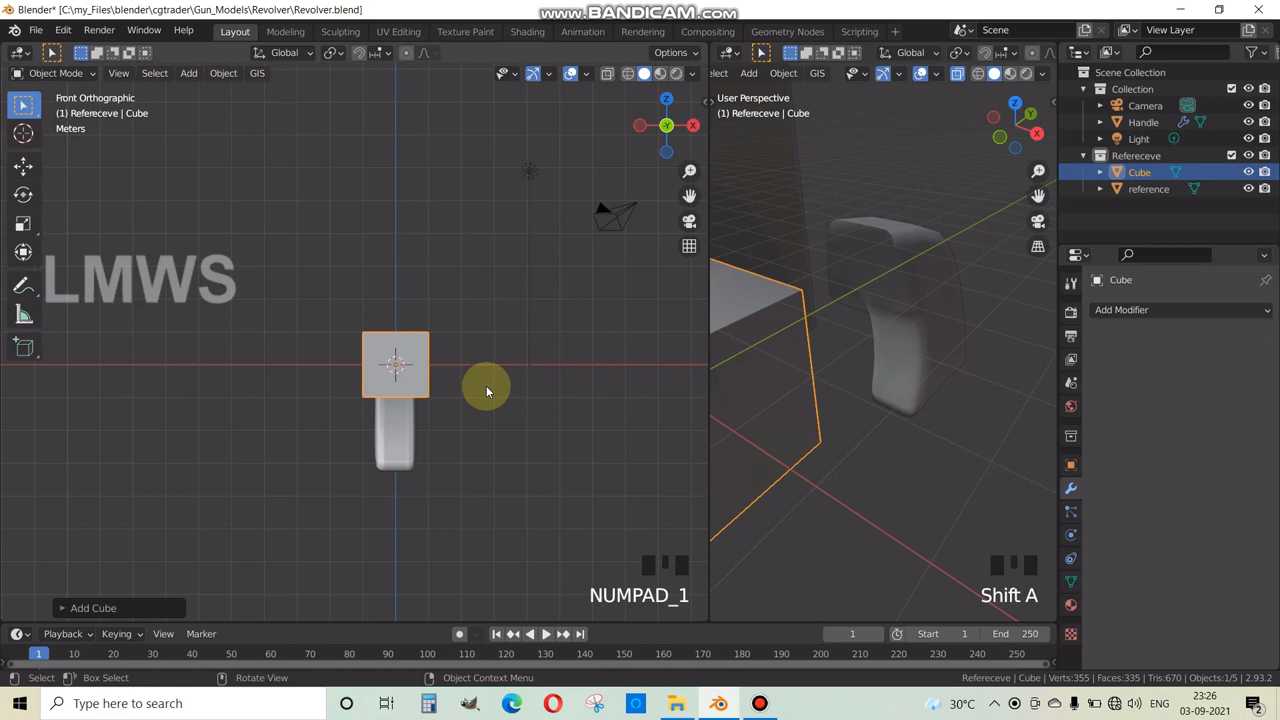 Blender* [C:\my_Files\blender\cgtrader\Gun_Models\Revolver\Revolver.blend]
www.BANDICAM.com
File Edit Render Window Help Layout Modeling Sculpting UV Editing Texture Paint Shading Animation Rendering Compositing Geometry Nodes Scripting + Scene View Layer
Global Options Global
Object Mode View Select Add Object GIS elect Add Object GIS
Front Orthographic
(1) Refereceve | Cube
Meters
User Perspective
(1) Refereceve | Cube
Z
-Y
X
Z
Y
X
Scene Collection
Collection
Camera
Handle
Light
Refereceve
Cube
reference
Cube
Add Modifier
LMWS
NUMPAD_1
Shift A
Add Cube
Playback Keying View Marker 1 Start 1 End 250
1 10 20 30 40 50 60 70 80 90 100 110 120 130 140 150 160 170 180 190 200 210 220 230 240 250
Select Box Select Rotate View Object Context Menu Refereceve | Cube Verts:355 Faces:335 Tris:670 Objects:1/5 2.93.2
Type here to search
30°C
23:26
03-09-2021
2